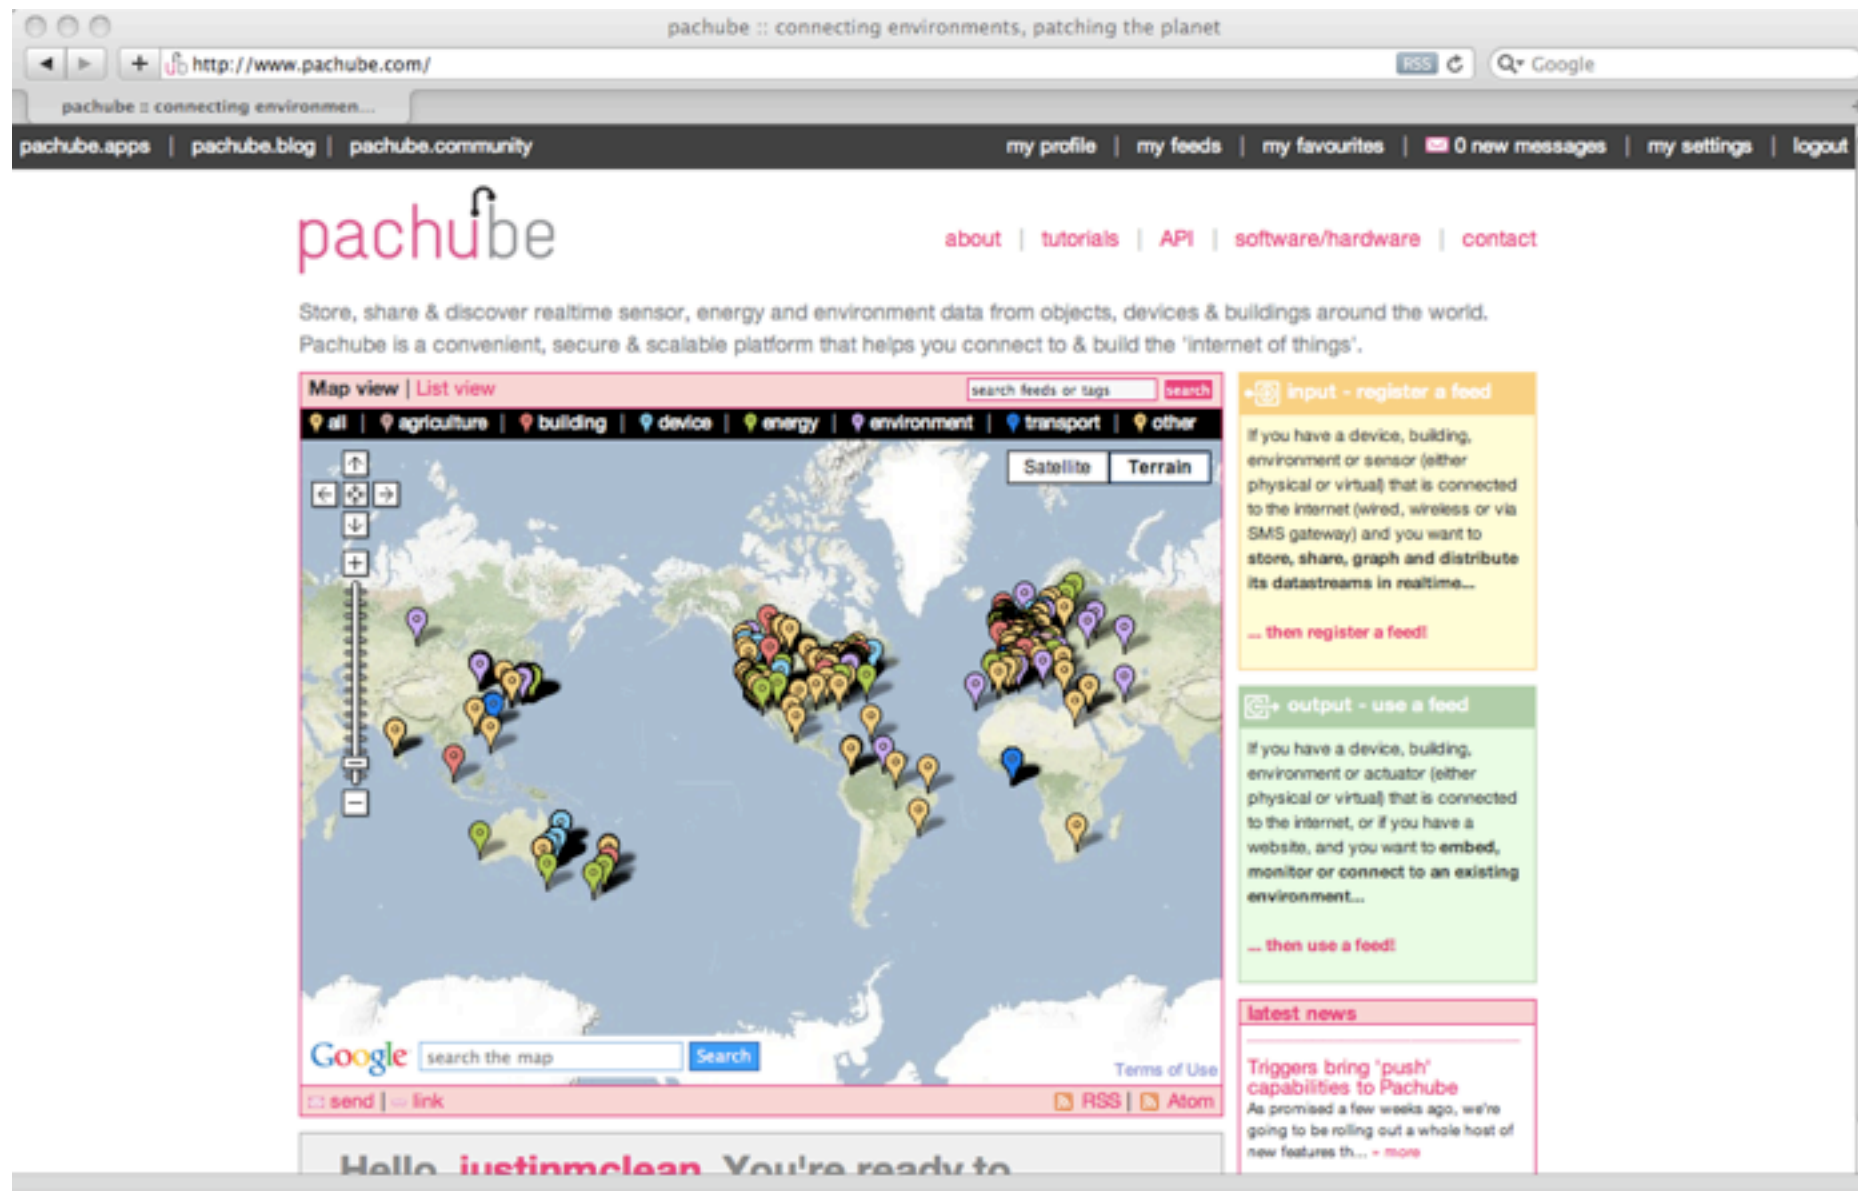 pachube :: connecting environments, patching the planet
http://www.pachube.com/
RSS
Google
pachube :: connecting environmen...
pachube.apps | pachube.blog | pachube.community
my profile | my feeds | my favourites | 0 new messages | my settings | logout
pachube
about | tutorials | API | software/hardware | contact
Store, share & discover realtime sensor, energy and environment data from objects, devices & buildings around the world.
Pachube is a convenient, secure & scalable platform that helps you connect to & build the 'internet of things'.
Map view | List view
search feeds or tags
search
all | agriculture | building | device | energy | environment | transport | other
Satellite
Terrain
Google
search the map
Search
Terms of Use
send | link
RSS | Atom
Hello, justinmclean. You're ready to
input - register a feed
If you have a device, building,
environment or sensor (either
physical or virtual) that is connected
to the internet (wired, wireless or via
SMS gateway) and you want to
store, share, graph and distribute
its datastreams in realtime...
... then register a feed!
output - use a feed
If you have a device, building,
environment or actuator (either
physical or virtual) that is connected
to the internet, or if you have a
website, and you want to embed,
monitor or connect to an existing
environment...
... then use a feed!
latest news
Triggers bring 'push'
capabilities to Pachube
As promised a few weeks ago, we're
going to be rolling out a whole host of
new features th... - more